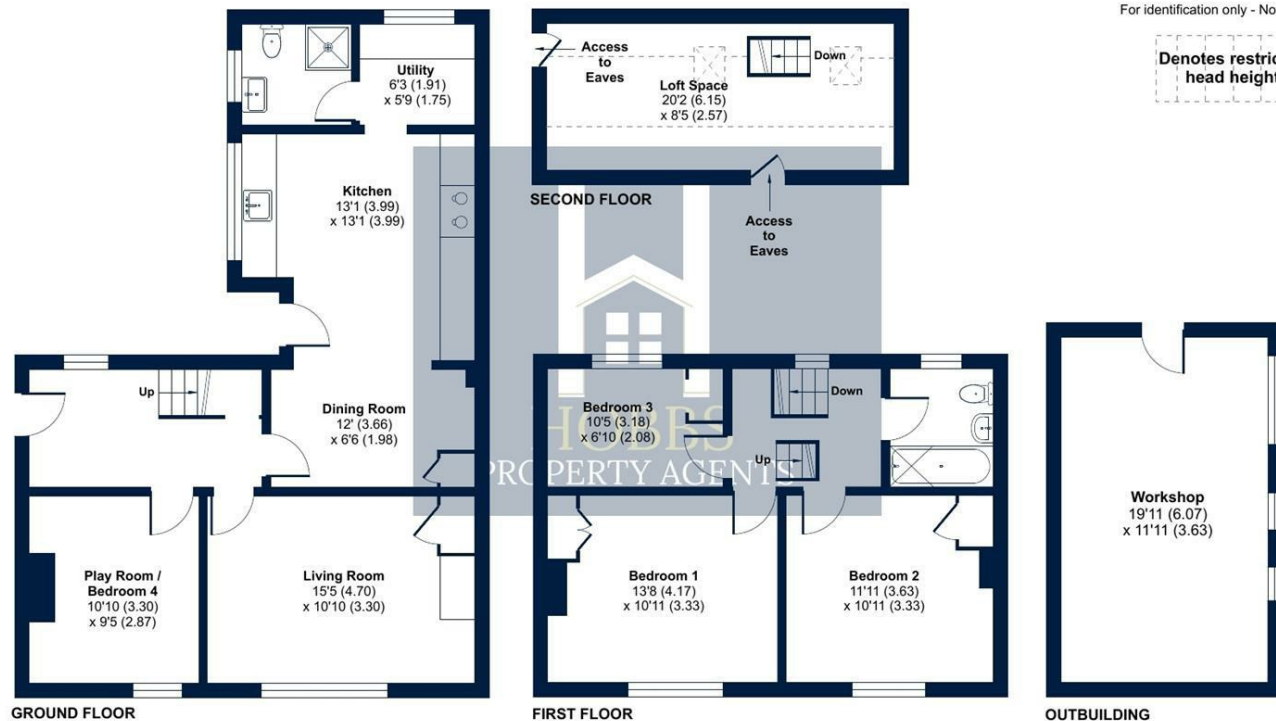 For identification only - No
Denotes restric
head height
Utility
6'3 (1.91)
x 5'9 (1.75)
Kitchen
13'1 (3.99)
x 13'1 (3.99)
Up
Dining Room
12' (3.66)
x 6'6 (1.98)
Play Room /
Bedroom 4
10'10 (3.30)
x 9'5 (2.87)
Living Room
15'5 (4.70)
x 10'10 (3.30)
GROUND FLOOR
Access
to
Eaves
Loft Space
20'2 (6.15)
x 8'5 (2.57)
Down
SECOND FLOOR
Access
to
Eaves
Bedroom 3
10'5 (3.18)
x 6'10 (2.08)
Down
Up
HOBBS
PROPERTY AGENTS
Bedroom 1
13'8 (4.17)
x 10'11 (3.33)
Bedroom 2
11'11 (3.63)
x 10'11 (3.33)
FIRST FLOOR
Workshop
19'11 (6.07)
x 11'11 (3.63)
OUTBUILDING